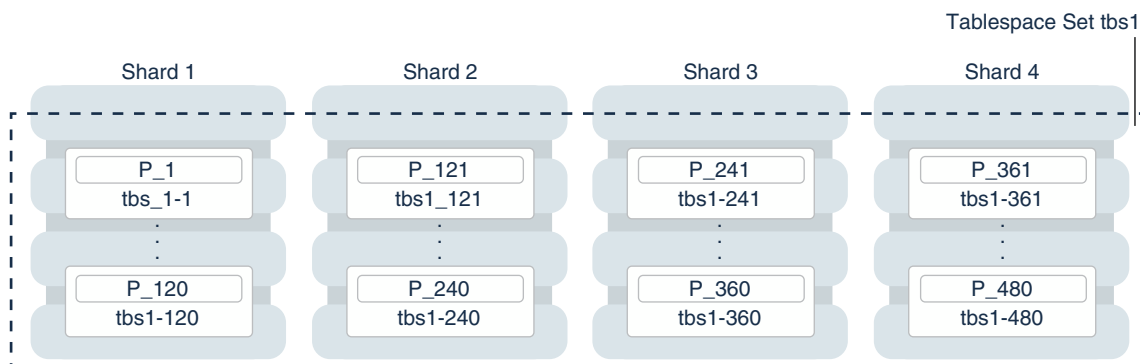 Tablespace Set tbs1
Shard 1 Shard 2 Shard 3 Shard 4
P_1 P_121 P_241 P_361
tbs_1-1 tbs1_121 tbs1-241 tbs1-361
P_120 P_240 P_360 P_480
tbs1-120 tbs1-240 tbs1-360 tbs1-480